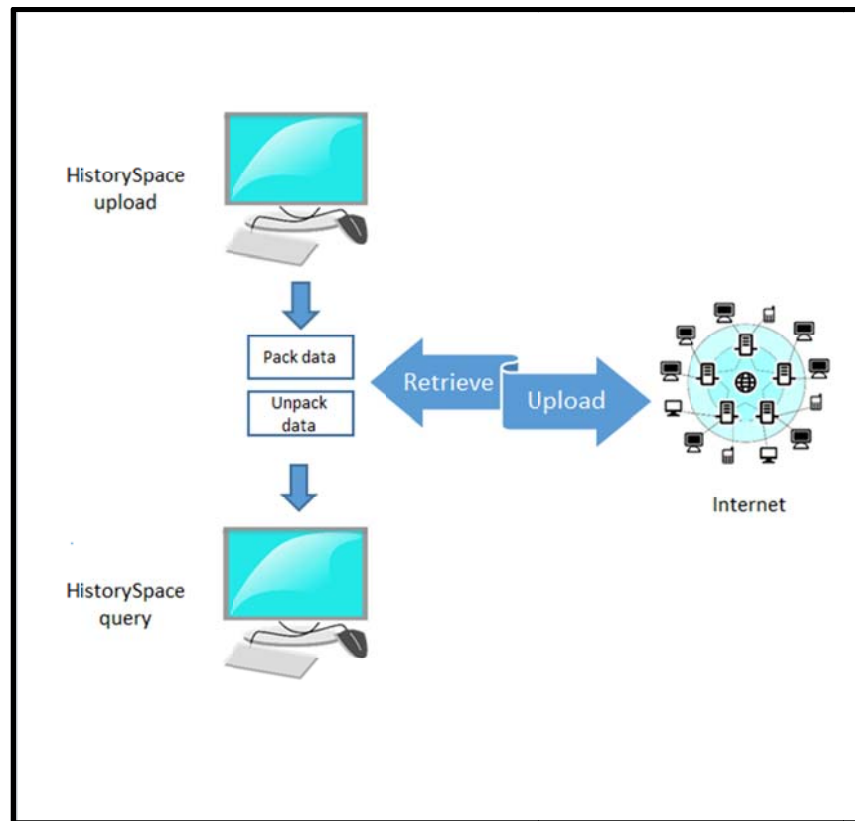 HistorySpace
upload
Pack data
Unpack
data
Retrieve
Upload
Internet
HistorySpace
query